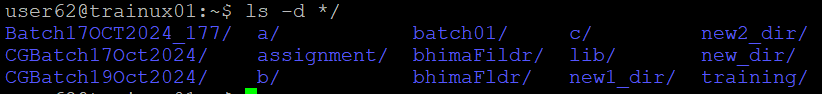 user62@trainux01:~$ ls -d */
Batch17OCT2024_177/ a/ batch01/ c/ new2_dir/
CGBatch17Oct2024/ assignment/ bhimaFildr/ lib/ new_dir/
CGBatch19Oct2024/ b/ bhimaFldr/ new1_dir/ training/